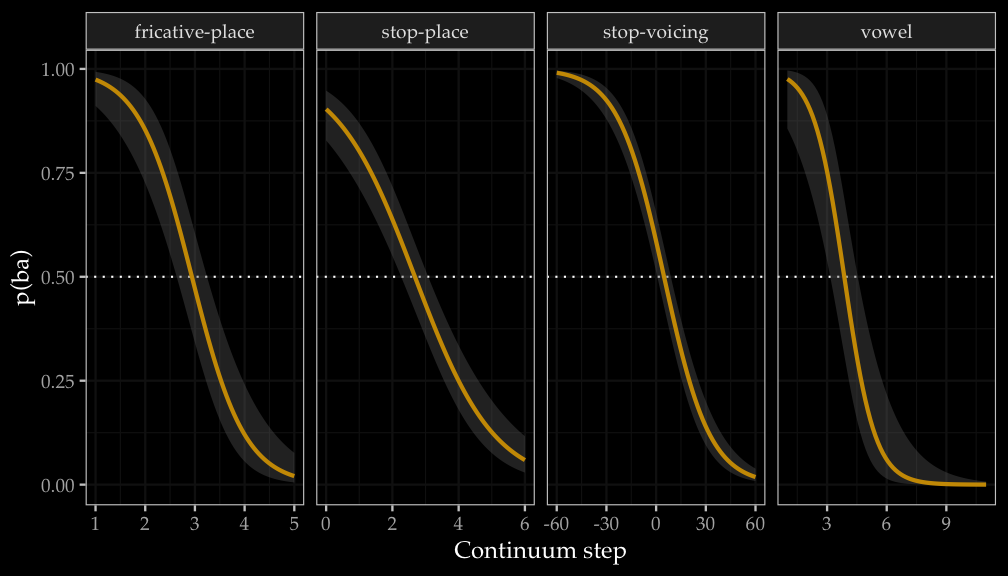 fricative-place stop-place stop-voicing vowel
p(ba)
1.00
0.75
0.50
0.25
0.00
1 2 3 4 5 0 2 4 6 -60 -30 0 30 60 3 6 9
Continuum step